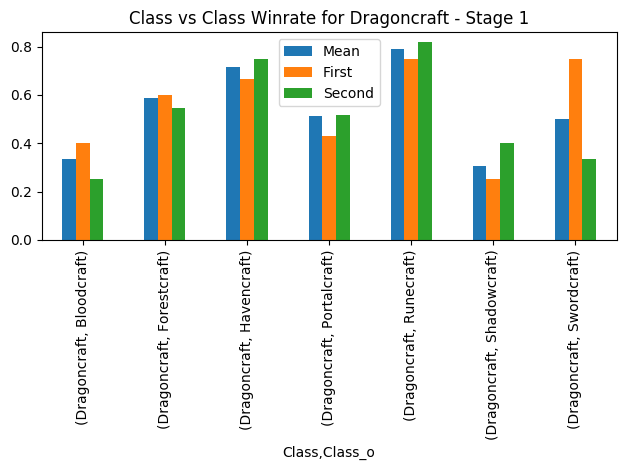 Class vs Class Winrate for Dragoncraft - Stage 1
Mean
First
Second
0.8
0.6
0.4
0.2
0.0
(Dragoncraft, Bloodcraft)
(Dragoncraft, Forestcraft)
(Dragoncraft, Havencraft)
(Dragoncraft, Portalcraft)
(Dragoncraft, Runecraft)
(Dragoncraft, Shadowcraft)
(Dragoncraft, Swordcraft)
Class,Class_o